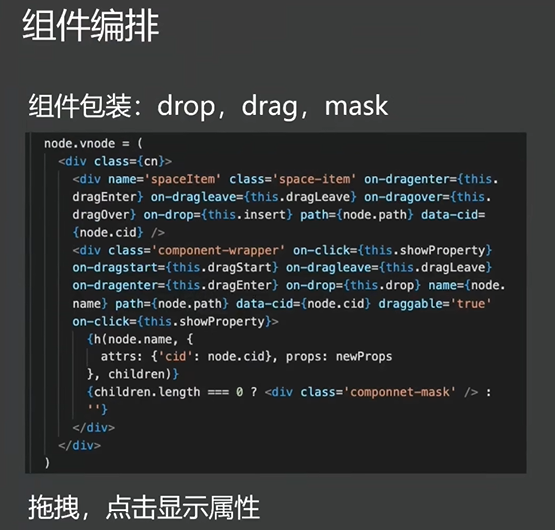 组件编排
组件包装：drop，drag，mask
node.vnode = (
<div class={cn}>
<div name='spaceItem' class='space-item' on-dragenter={this.
dragEnter} on-dragleave={this.dragLeave} on-dragover={this.
dragOver} on-drop={this.insert} path={node.path} data-cid=
{node.cid} />
<div class='component-wrapper' on-click={this.showProperty}
on-dragstart={this.dragStart} on-dragleave={this.dragLeave}
on-dragenter={this.dragEnter} on-drop={this.drop} name={node.
name} path={node.path} data-cid={node.cid} draggable='true'
on-click={this.showProperty}>
{h(node.name, {
attrs: {'cid': node.cid}, props: newProps
}, children)}
{children.length === 0 ? <div class='componnet-mask' /> :
''}
</div>
</div>
)
拖拽，点击显示属性